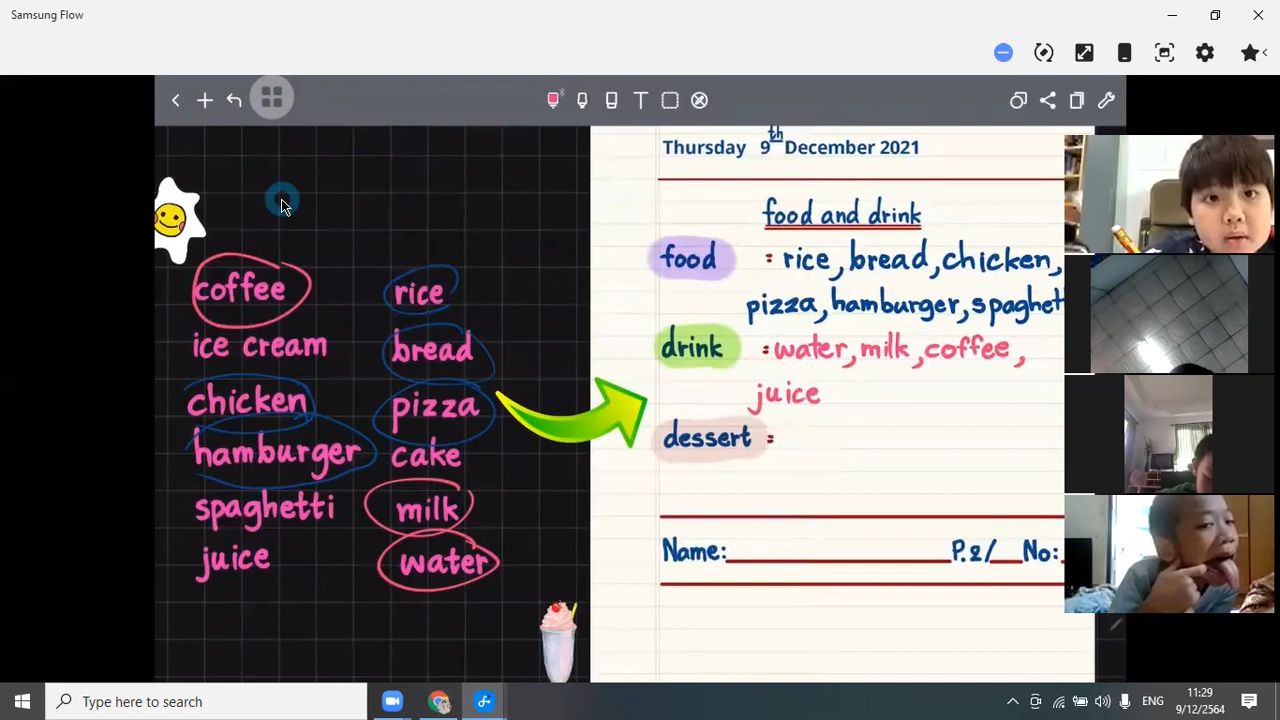 Samsung Flow
Thursday 9th December 2021
food and drink
coffee
ice cream
chicken
hamburger
spaghetti
juice
rice
bread
pizza
cake
milk
water
food : rice, bread, chicken,
pizza, hamburger, spaghett
drink : water, milk, coffee,
juice
dessert :
Name: P.2/ No:
Type here to search
ENG
11:29
9/12/2564